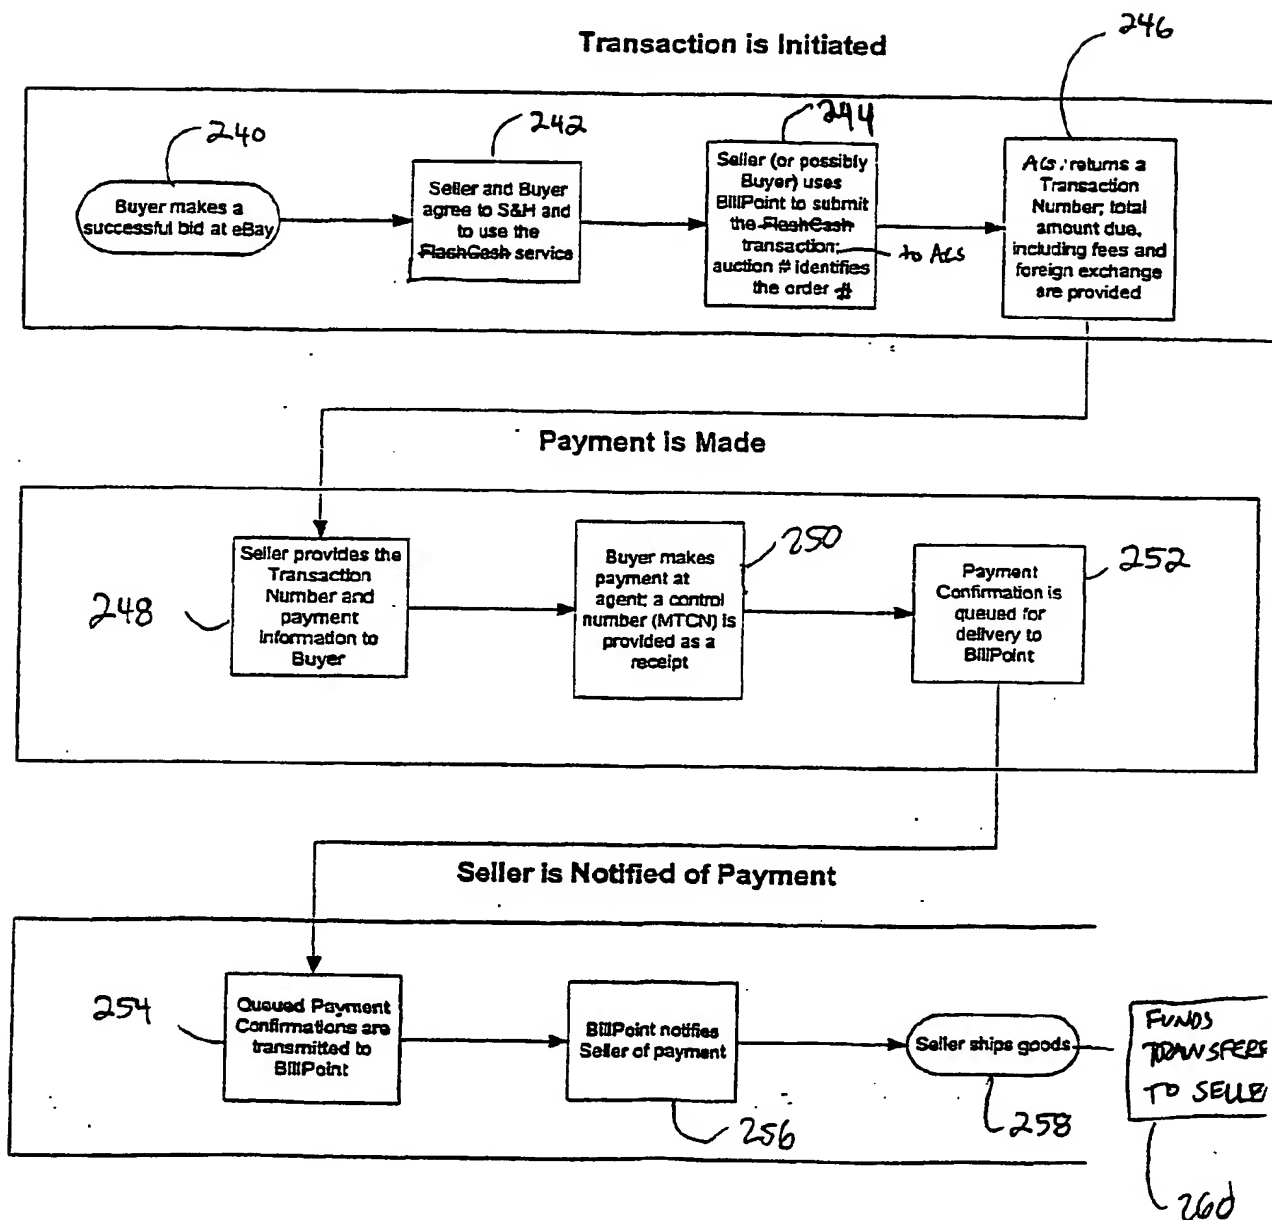 Transaction is Initiated
246
240
242
244
Buyer makes a
successful bid at eBay
Seller and Buyer
agree to S&H and
to use the
FlashCash service
Seller (or possibly
Buyer) uses
BillPoint to submit
the FlashCash
transaction;
auction # identifies
the order #
to ACS
ACS returns a
Transaction
Number; total
amount due,
including fees and
foreign exchange
are provided
Payment is Made
248
Seller provides the
Transaction
Number and
payment
information to
Buyer
250
Buyer makes
payment at
agent; a control
number (MTCN) is
provided as a
receipt
252
Payment
Confirmation is
queued for
delivery to
BillPoint
Seller is Notified of Payment
254
Queued Payment
Confirmations are
transmitted to
BillPoint
BillPoint notifies
Seller of payment
256
Seller ships goods
258
FUNDS
TRANSFERS
TO SELLE
260